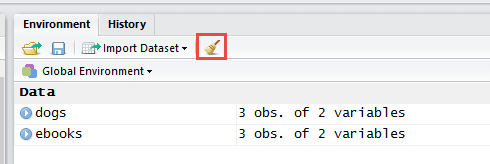 Environment History
Import Dataset
Global Environment
Data
dogs 3 obs. of 2 variables
ebooks 3 obs. of 2 variables